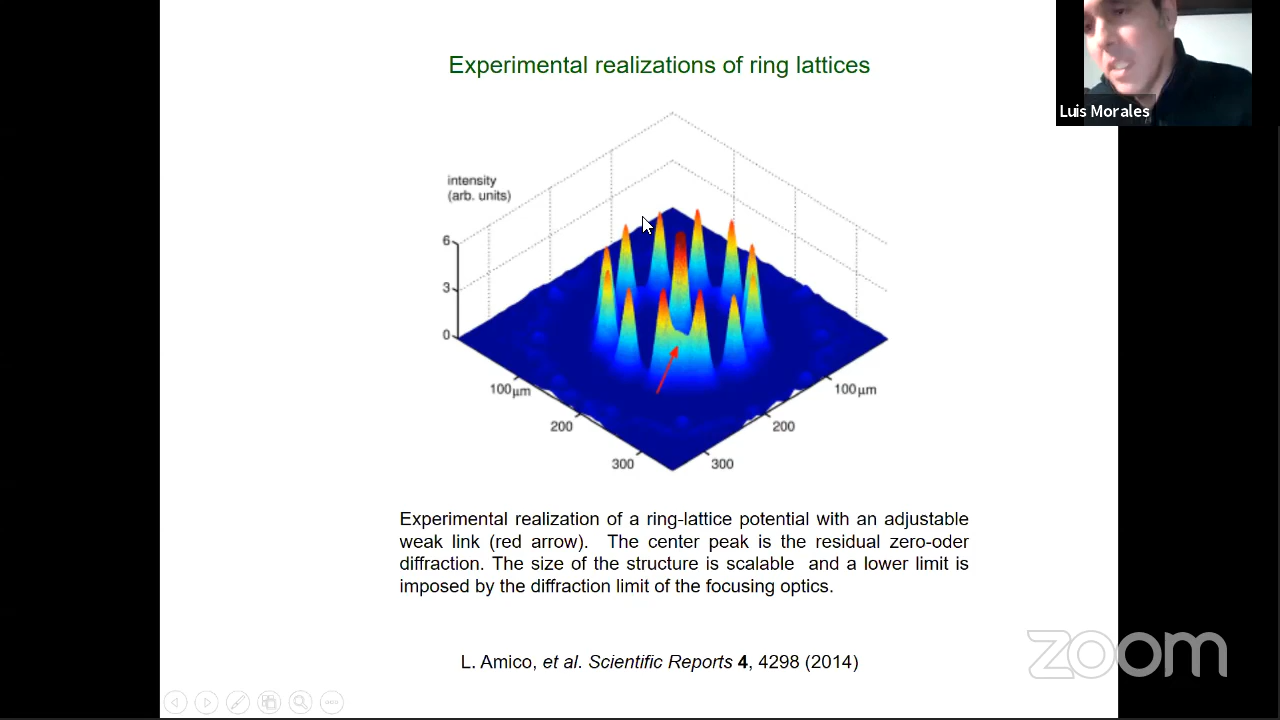 Experimental realizations of ring lattices
Luis Morales
intensity
(arb. units)
6
3
0
100μm
200
300
100μm
200
300
Experimental realization of a ring-lattice potential with an adjustable
weak link (red arrow). The center peak is the residual zero-oder
diffraction. The size of the structure is scalable and a lower limit is
imposed by the diffraction limit of the focusing optics.
L. Amico, et al. Scientific Reports 4, 4298 (2014)
zoom